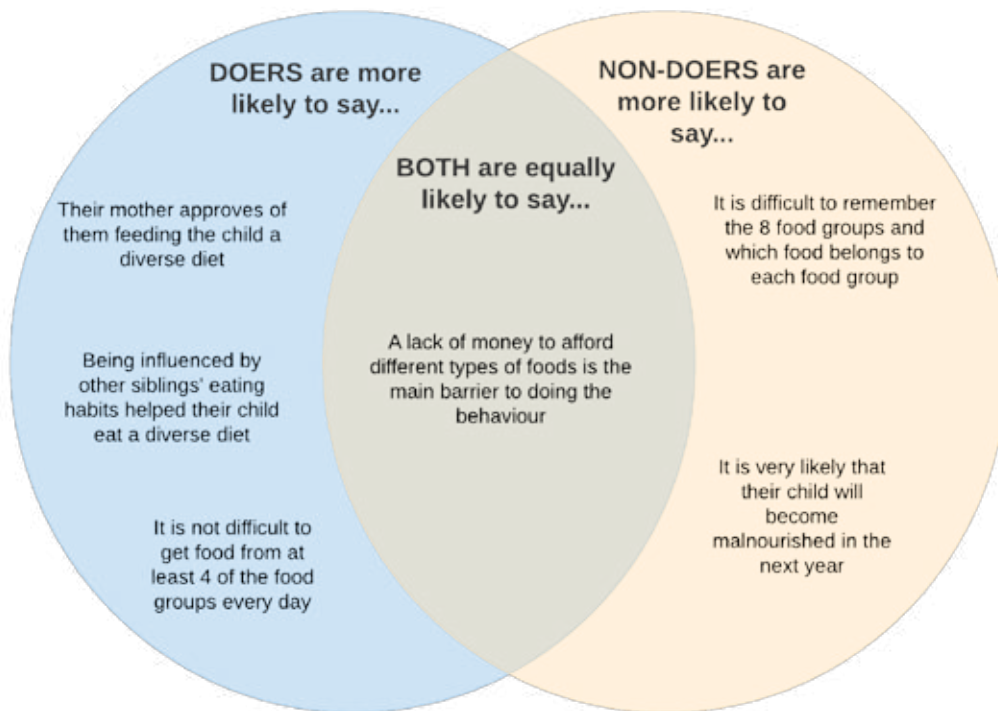 DOERS are more
likely to say...
Their mother approves of
them feeding the child a
diverse diet
Being influenced by
other siblings' eating
habits helped their child
eat a diverse diet
It is not difficult to
get food from at
least 4 of the food
groups every day
BOTH are equally
likely to say...
A lack of money to afford
different types of foods is the
main barrier to doing the
behaviour
NON-DOERS are
more likely to
say...
It is difficult to remember
the 8 food groups and
which food belongs to
each food group
It is very likely that
their child will
become
malnourished in the
next year